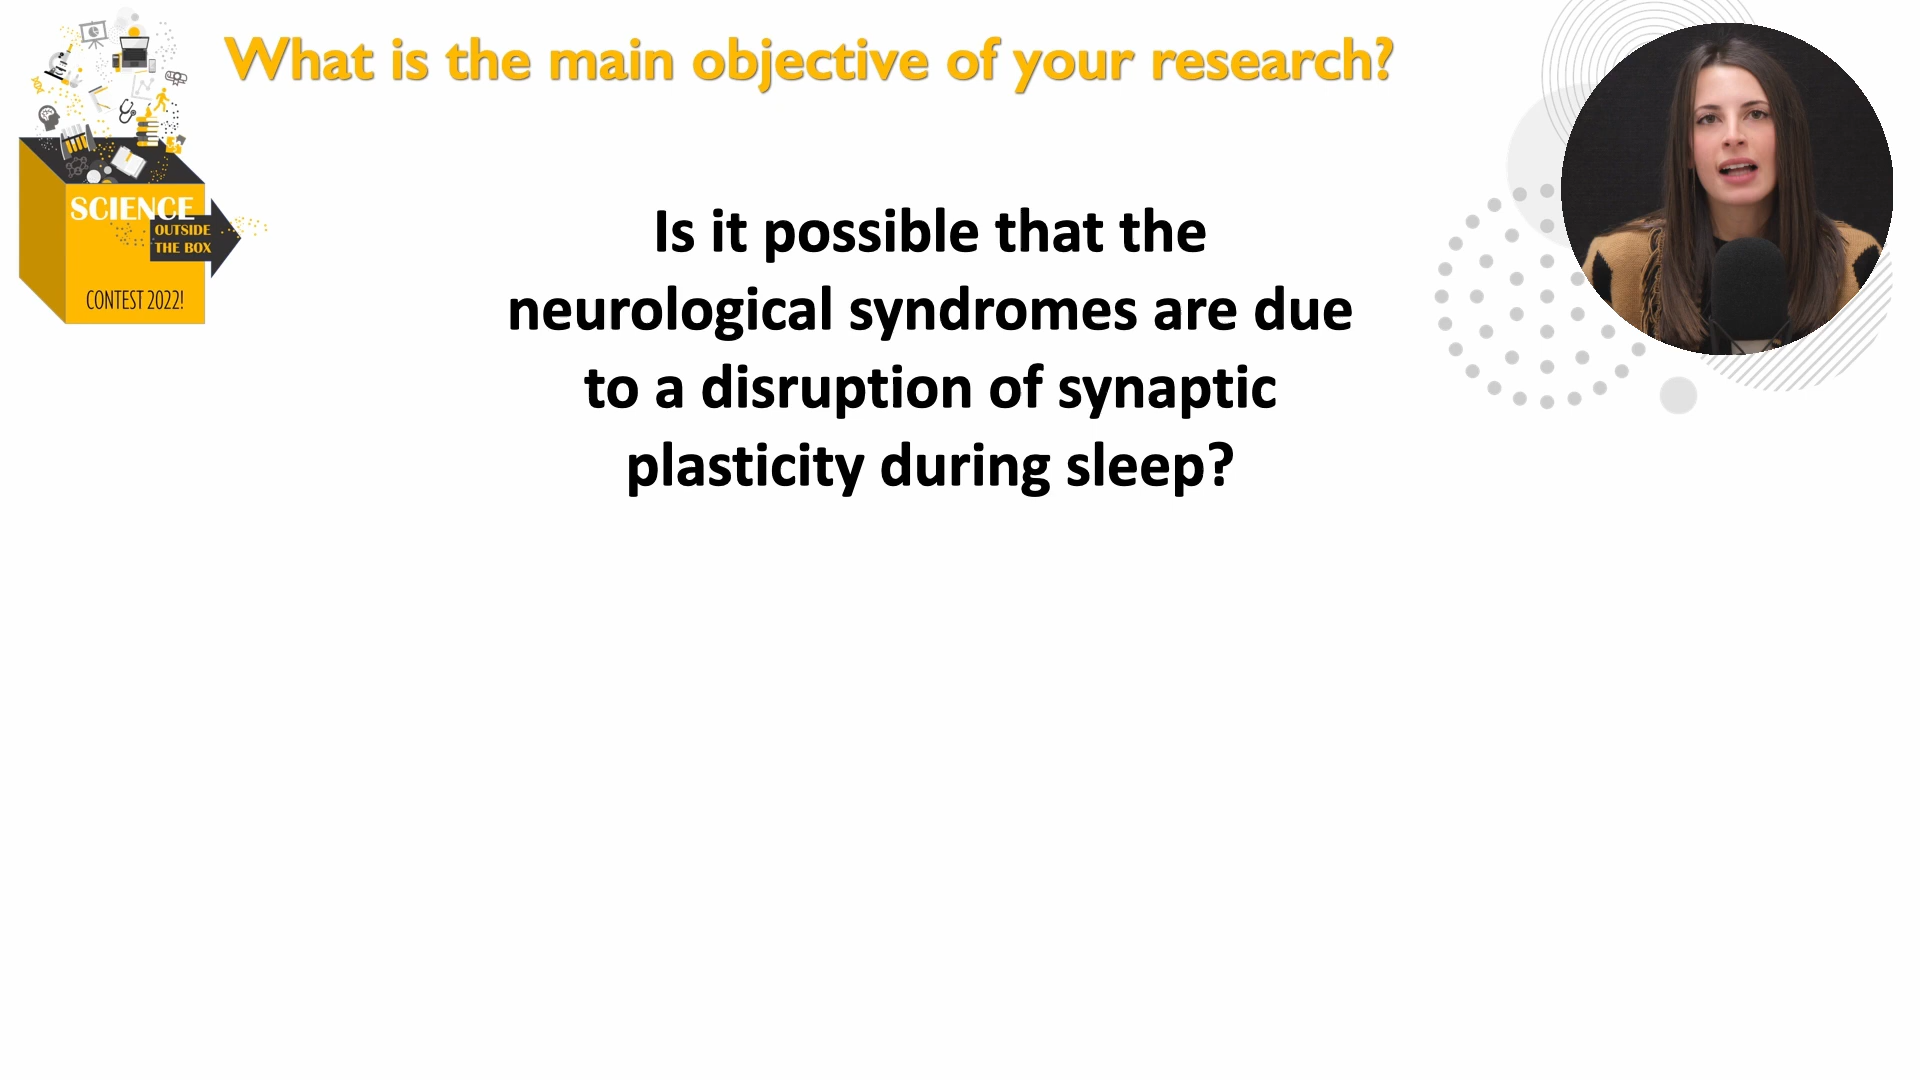 What is the main objective of your research?
SCIENCE
OUTSIDE
THE BOX
CONTEST 2022!
Is it possible that the
neurological syndromes are due
to a disruption of synaptic
plasticity during sleep?